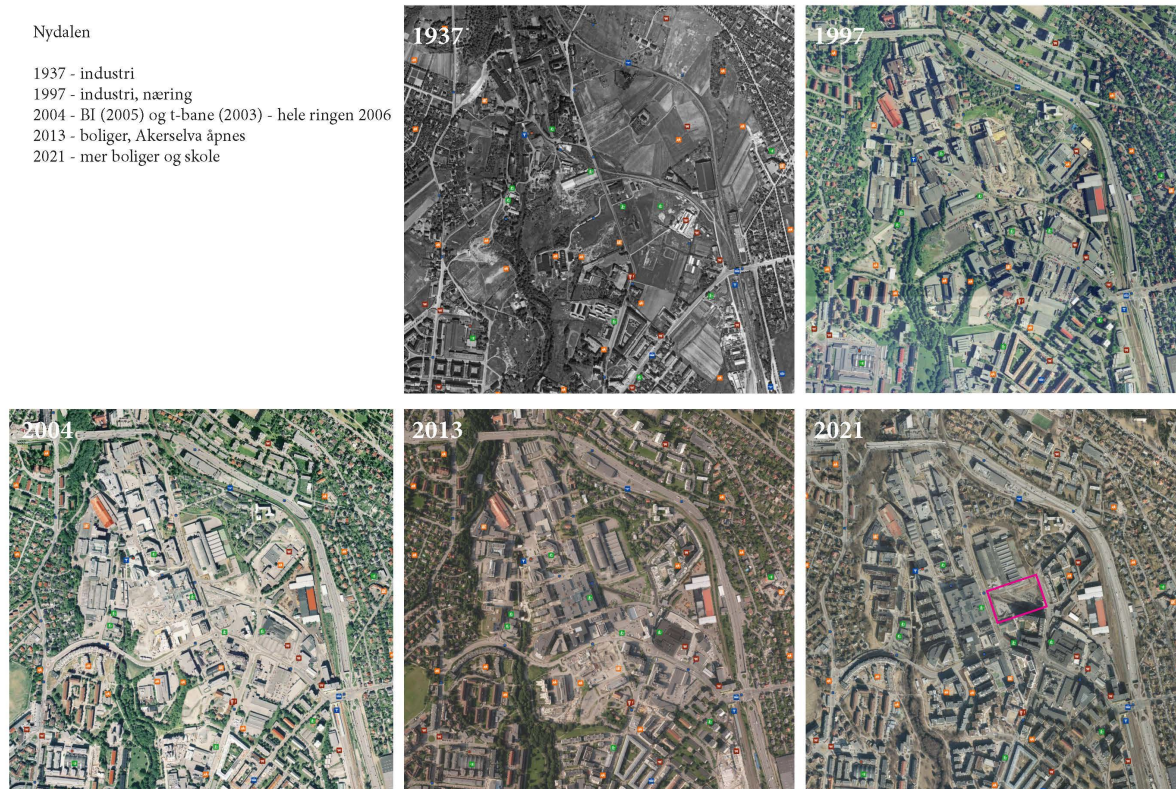 Nydalen
1937 - industri
1997 - industri, næring
2004 - BI (2005) og t-bane (2003) - hele ringen 2006
2013 - boliger, Akerselva åpnes
2021 - mer boliger og skole
1937
1997
2004
2013
2021